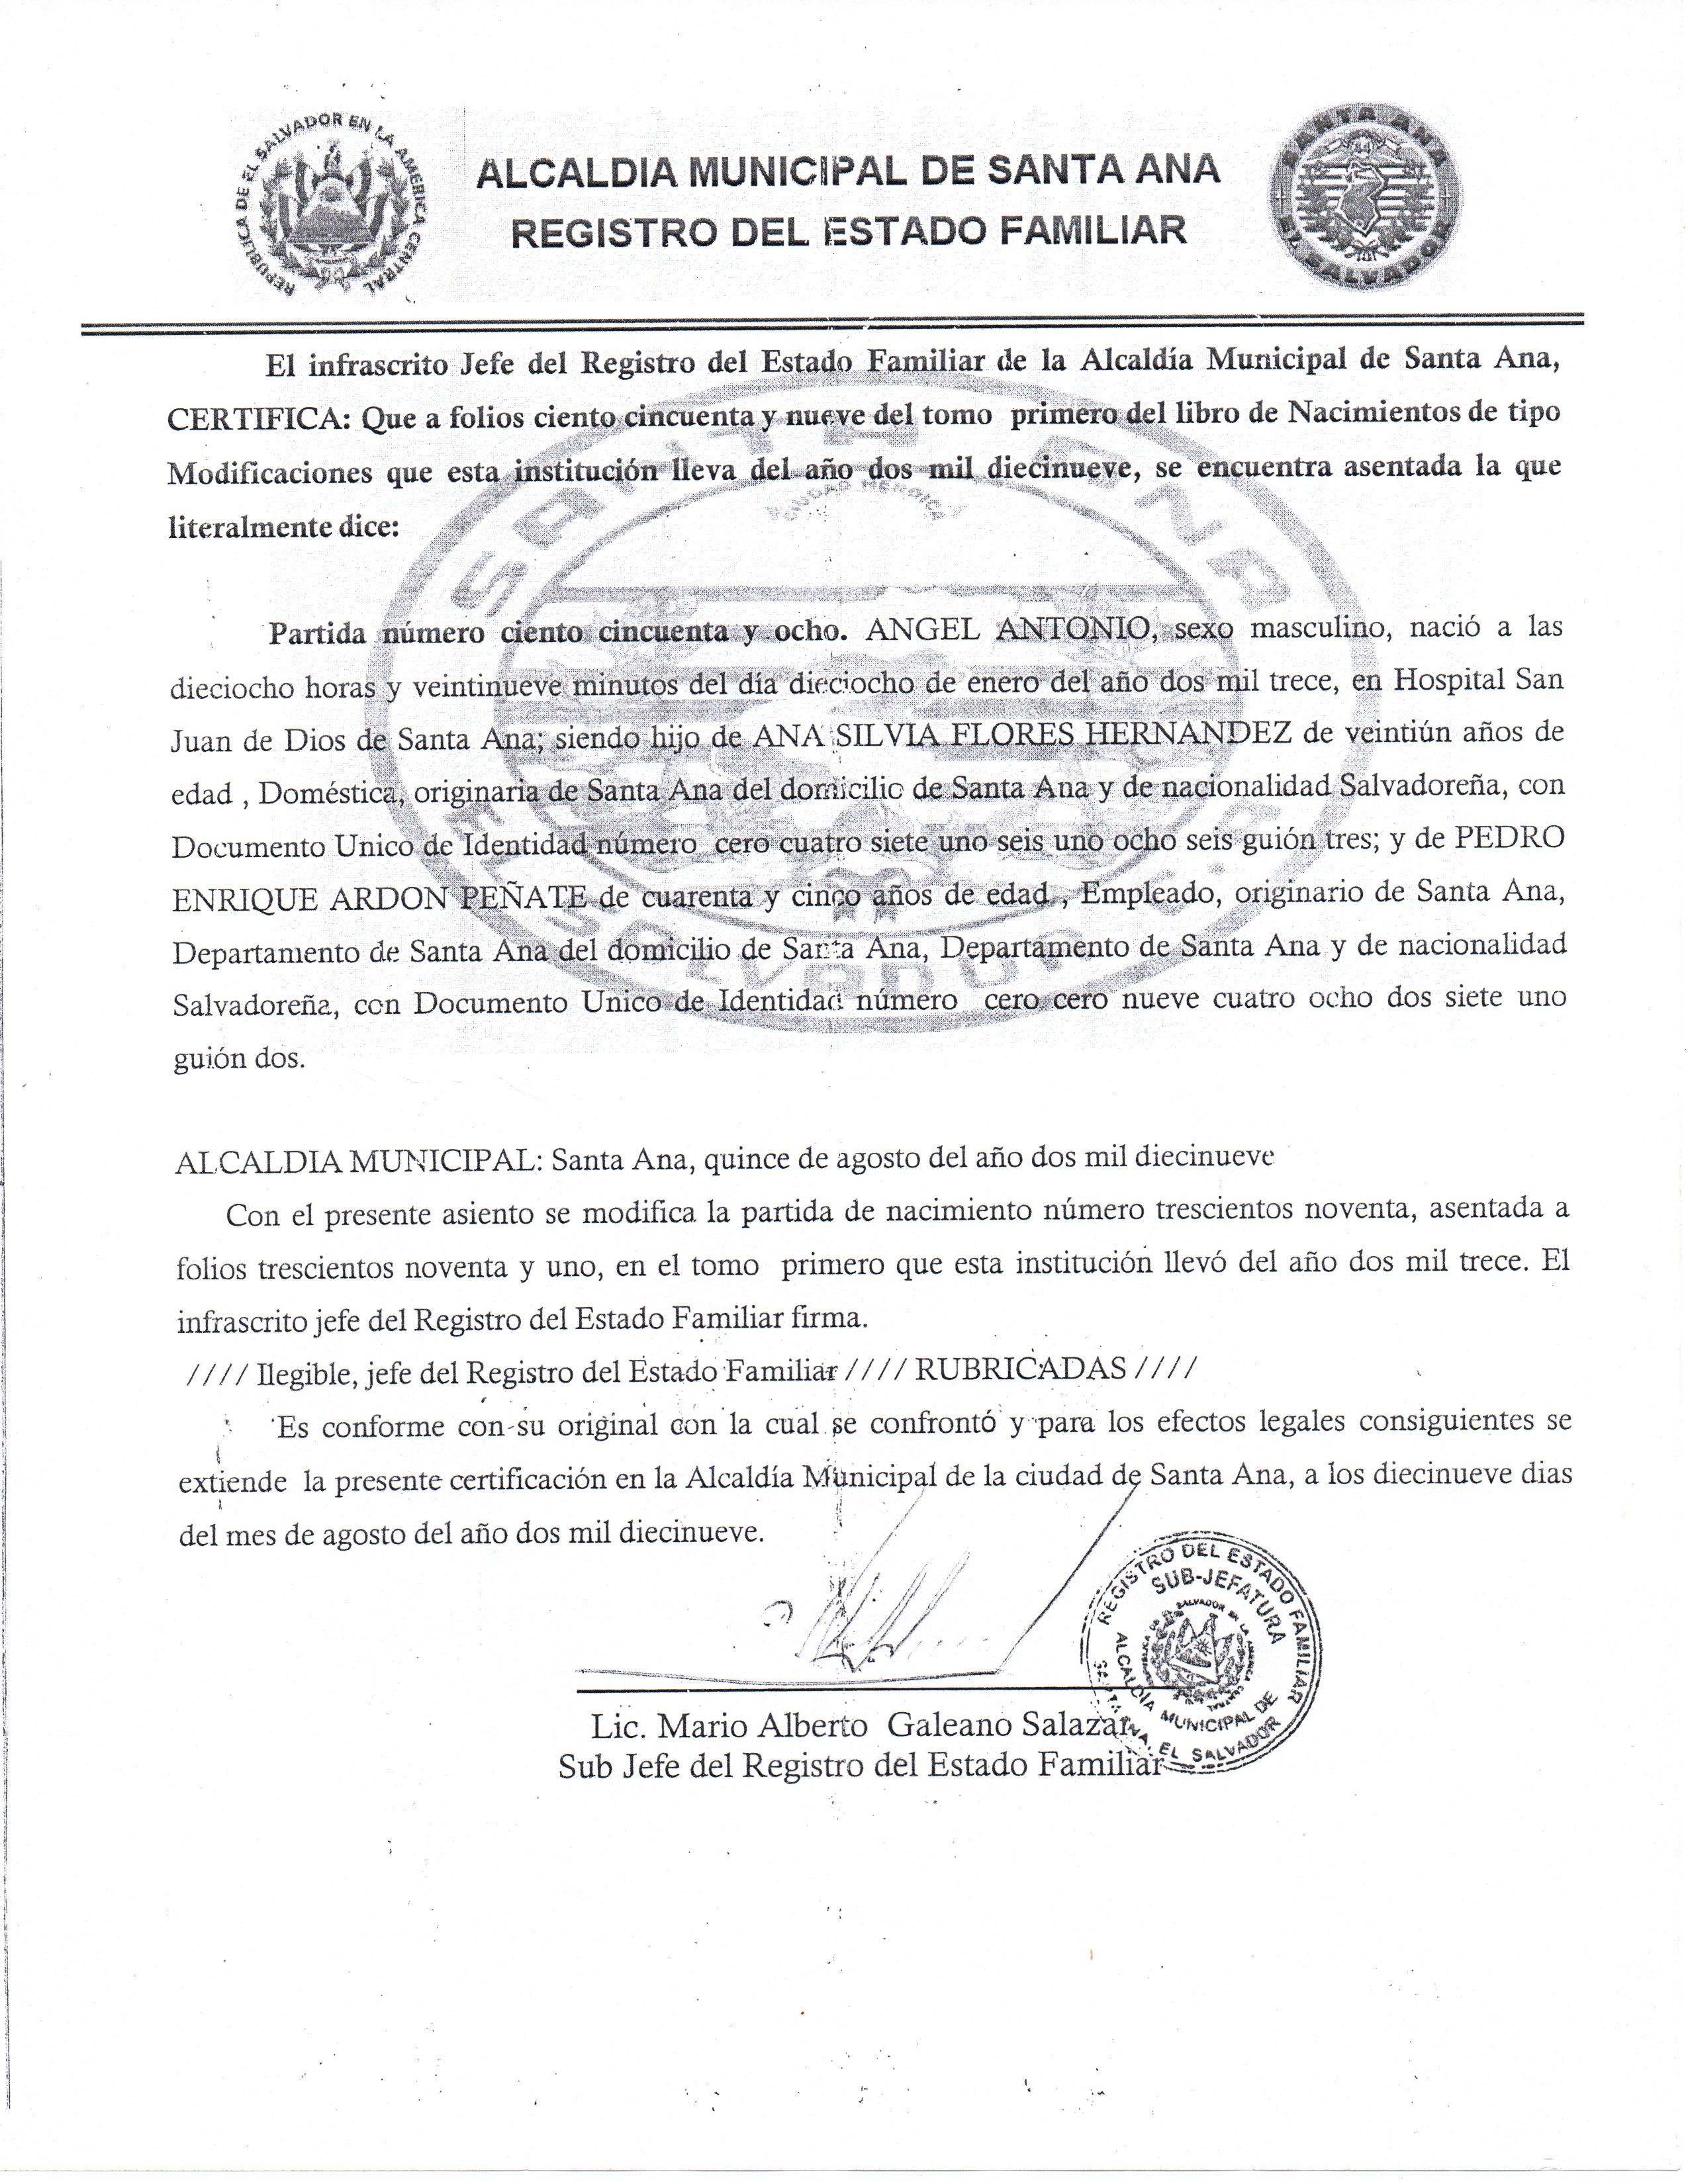 REPUBLICA DE EL SALVADOR EN LA AMERICA CENTRAL
ALCALDIA MUNICIPAL DE SANTA ANA
REGISTRO DEL ESTADO FAMILIAR
SANTA ANA
EL SALVADOR
El infrascrito Jefe del Registro del Estado Familiar de la Alcaldía Municipal de Santa Ana,
CERTIFICA: Que a folios ciento cincuenta y nueve del tomo primero del libro de Nacimientos de tipo
Modificaciones que esta institución lleva del año dos mil diecinueve, se encuentra asentada la que
literalmente dice:
Partida número ciento cincuenta y ocho. ANGEL ANTONIO, sexo masculino, nació a las
dieciocho horas y veintinueve minutos del día dieciocho de enero del año dos mil trece, en Hospital San
Juan de Dios de Santa Ana; siendo hijo de ANA SILVIA FLORES HERNANDEZ de veintiún años de
edad , Doméstica, originaria de Santa Ana del domicilio de Santa Ana y de nacionalidad Salvadoreña, con
Documento Unico de Identidad número cero cuatro siete uno seis uno ocho seis guión tres; y de PEDRO
ENRIQUE ARDON PEÑATE de cuarenta y cinco años de edad , Empleado, originario de Santa Ana,
Departamento de Santa Ana del domicilio de Santa Ana, Departamento de Santa Ana y de nacionalidad
Salvadoreña, con Documento Unico de Identidad número cero cero nueve cuatro ocho dos siete uno
guión dos.
ALCALDIA MUNICIPAL: Santa Ana, quince de agosto del año dos mil diecinueve
Con el presente asiento se modifica la partida de nacimiento número trescientos noventa, asentada a
folios trescientos noventa y uno, en el tomo primero que esta institución llevó del año dos mil trece. El
infrascrito jefe del Registro del Estado Familiar firma.
//// Ilegible, jefe del Registro del Estado Familiar //// RUBRICADAS ////
Es conforme con su original con la cual se confrontó y para los efectos legales consiguientes se
extiende la presente certificación en la Alcaldía Municipal de la ciudad de Santa Ana, a los diecinueve dias
del mes de agosto del año dos mil diecinueve.
REGISTRO DEL ESTADO FAMILIAR
SUB-JEFATURA
ALCALDÍA MUNICIPAL DE
SANTA ANA, EL SALVADOR
Lic. Mario Alberto Galeano Salazar
Sub Jefe del Registro del Estado Familiar